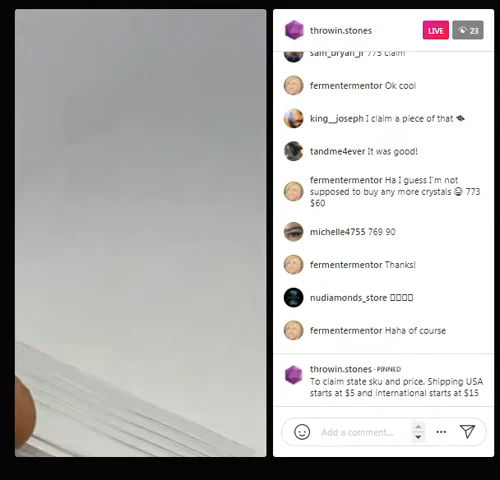 throwin.stones
LIVE
23
sam_bryan_jr 775 claim
fermentermentor Ok cool
king__joseph I claim a piece of that
tandme4ever It was good!
fermentermentor Ha I guess I'm not
supposed to buy any more crystals 😅 773
$60
michelle4755 769 90
fermentermentor Thanks!
nudiamonds_store
fermentermentor Haha of course
throwin.stones · PINNED
To claim state sku and price. Shipping USA
starts at $5 and international starts at $15
Add a comment...